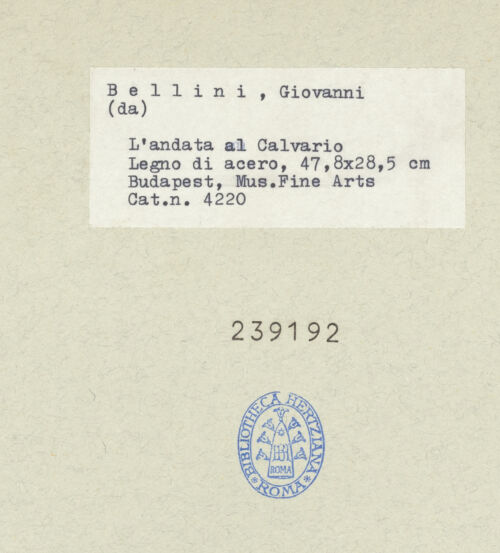 B e l l i n i , Giovanni
(da)
L'andata al Calvario
Legno di acero, 47,8x28,5 cm
Budapest, Mus.Fine Arts
Cat.n. 4220
239192
BIBLIOTHECA HERTZIANA
ROMA
*ROMA*